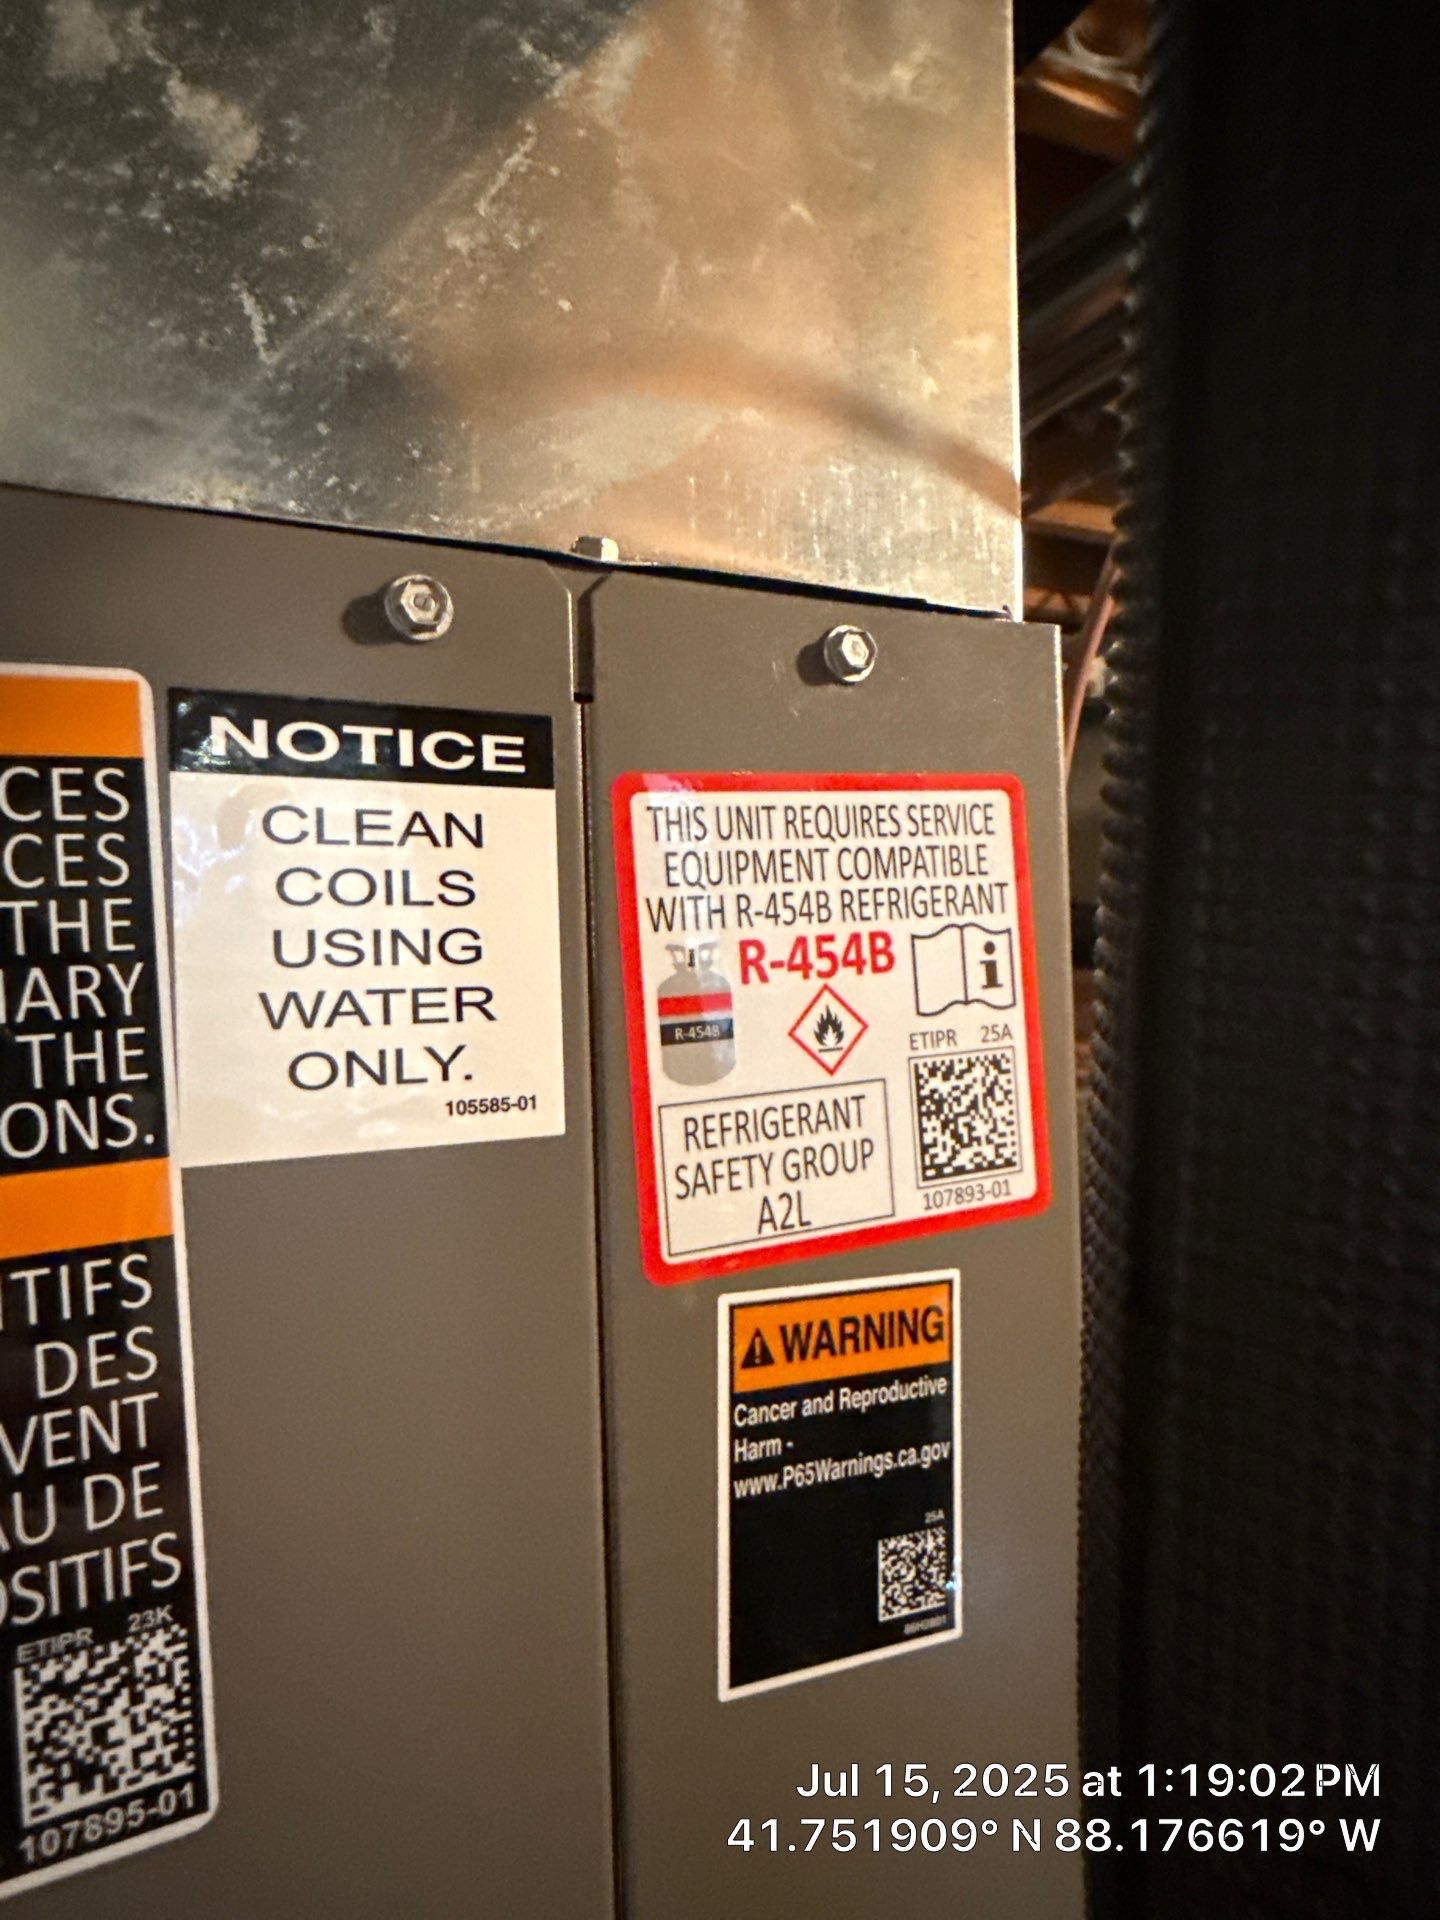 CES
CES
THE
IARY
THE
ONS.
ITIFS
DES
VENT
AU DE
OSITIFS
ETIPR 23K
107895-01
NOTICE
CLEAN
COILS
USING
WATER
ONLY.
105585-01
THIS UNIT REQUIRES SERVICE
EQUIPMENT COMPATIBLE
WITH R-454B REFRIGERANT
R-454B
R-454B
ETIPR 25A
REFRIGERANT
SAFETY GROUP
A2L
107893-01
WARNING
Cancer and Reproductive
Harm -
www.P65Warnings.ca.gov
25A
Jul 15, 2025 at 1:19:02 PM
41.751909° N 88.176619° W